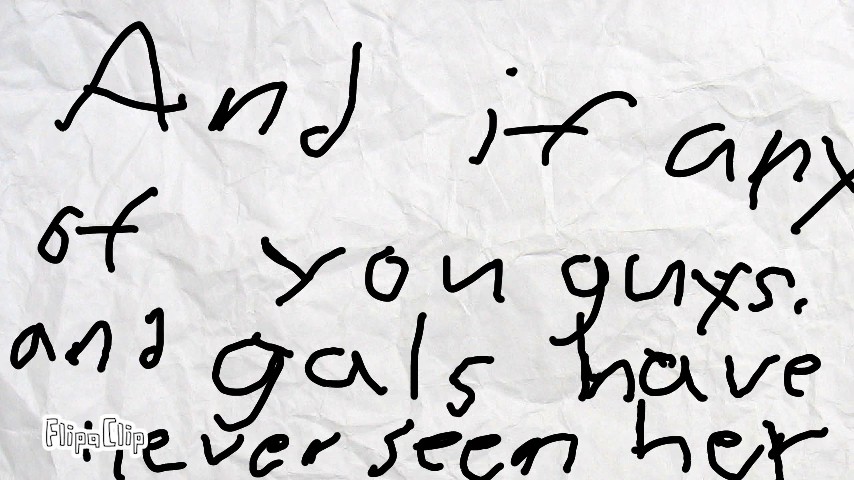 And if any
of you guys.
and gals have
never seen her
FlipaClip